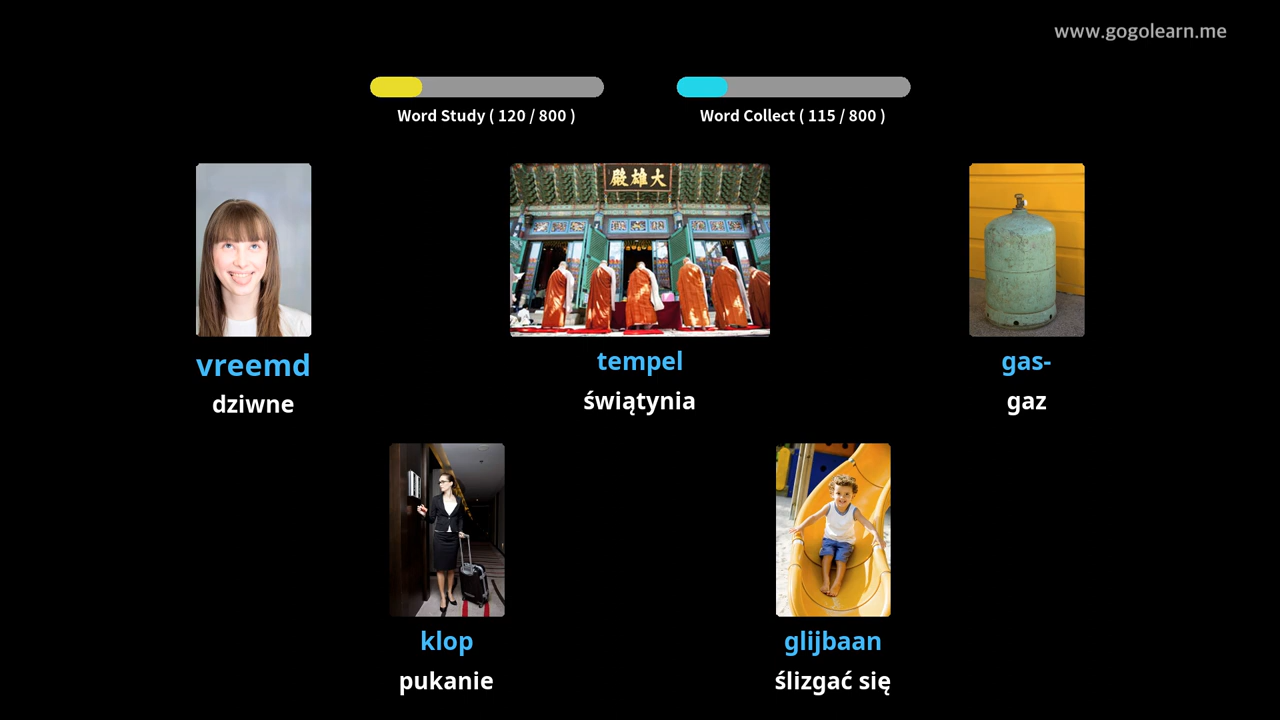 www.gogolearn.me
Word Study ( 120 / 800 )
Word Collect ( 115 / 800 )
大雄殿
vreemd
dziwne
tempel
świątynia
gas-
gaz
klop
pukanie
glijbaan
ślizgać się